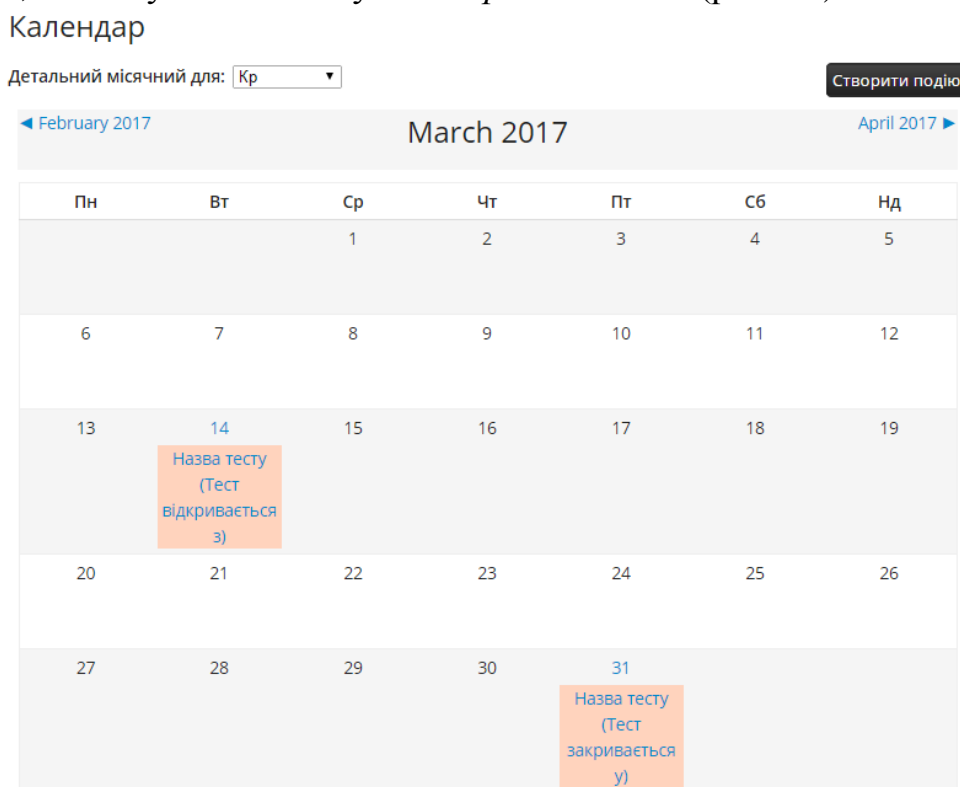 Календар
Детальний місячний для: Кр ▼
Створити подію
◄ February 2017 March 2017 April 2017 ►
Пн Вт Ср Чт Пт Сб Нд
1 2 3 4 5
6 7 8 9 10 11 12
13 14 15 16 17 18 19
Назва тесту
(Тест
відкривається
з)
20 21 22 23 24 25 26
27 28 29 30 31
Назва тесту
(Тест
закривається
у)